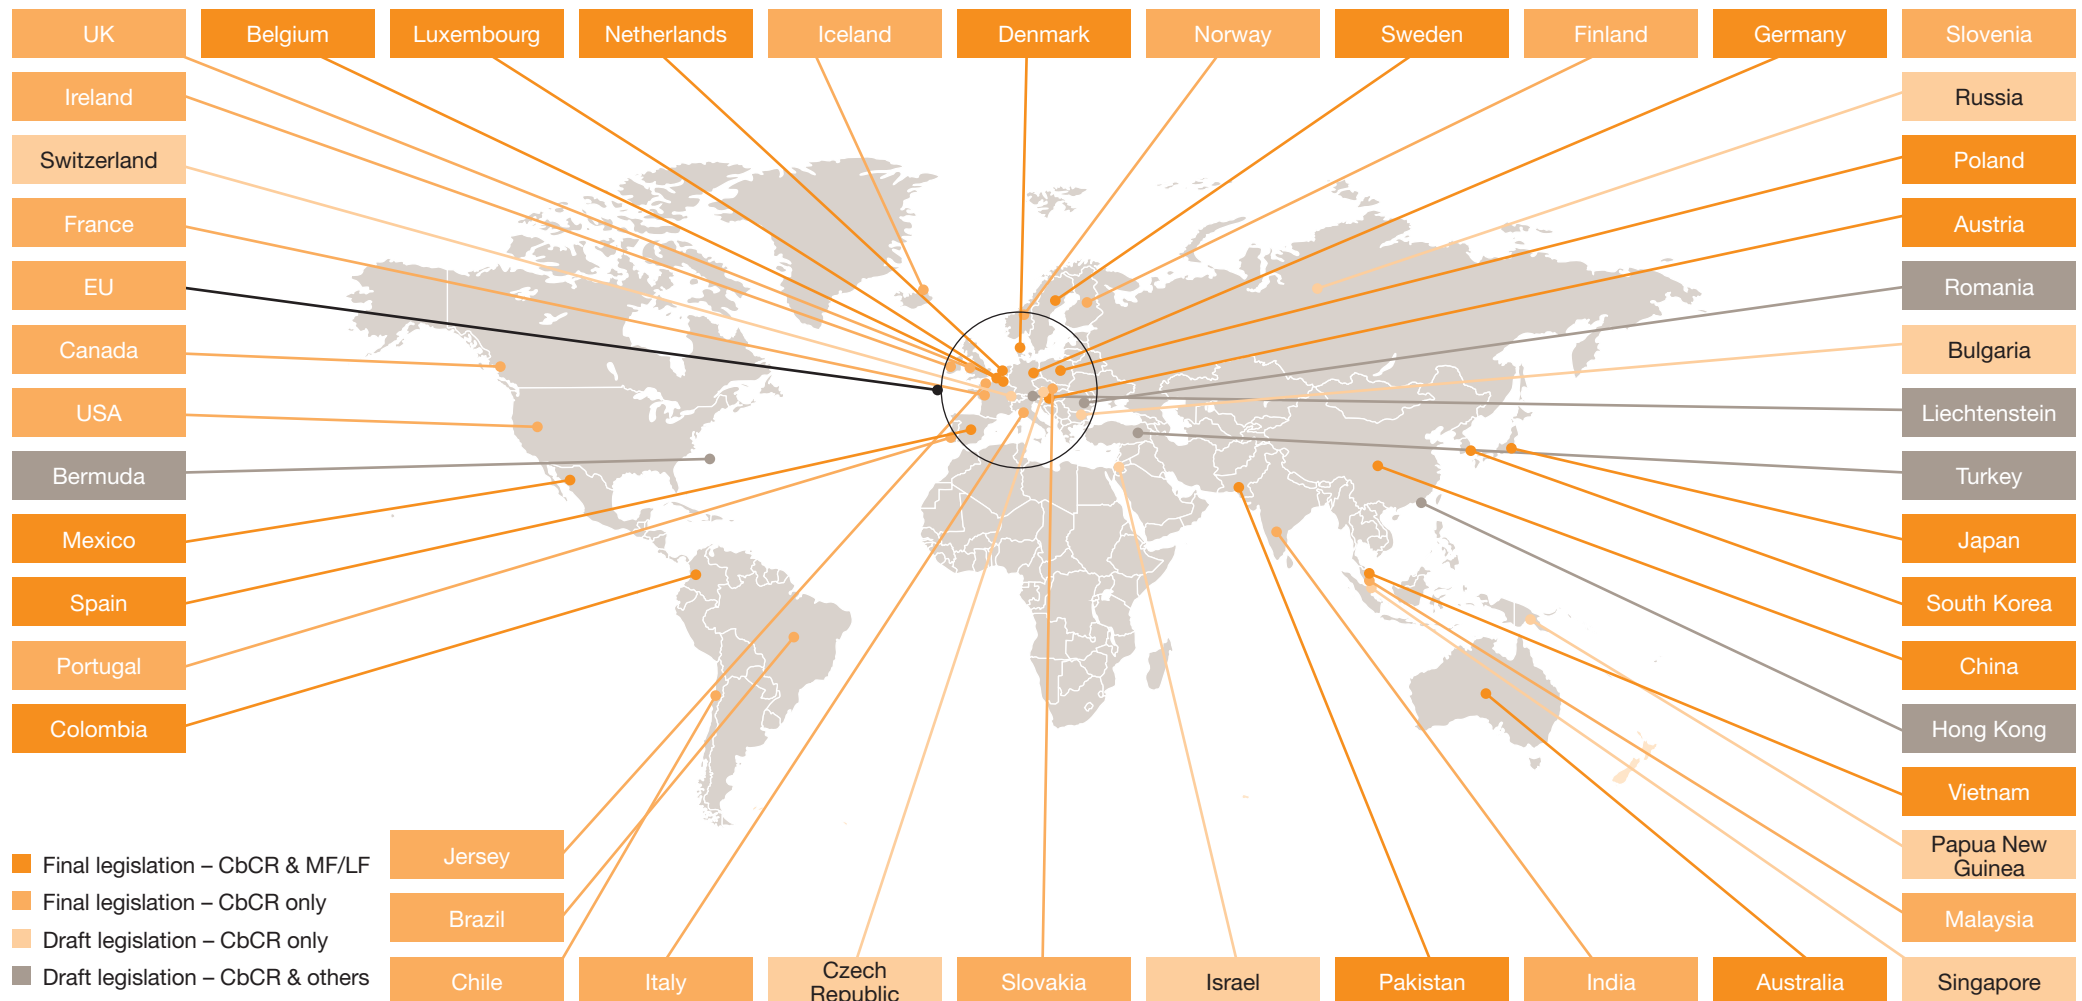 UK
Belgium
Luxembourg
Netherlands
Iceland
Denmark
Norway
Sweden
Finland
Germany
Slovenia
Ireland
Russia
Switzerland
Poland
France
Austria
EU
Romania
Canada
Bulgaria
USA
Liechtenstein
Bermuda
Turkey
Mexico
Japan
Spain
South Korea
Portugal
China
Colombia
Hong Kong
Vietnam
Jersey
Papua New
Guinea
Brazil
Malaysia
Chile
Italy
Czech
Republic
Slovakia
Israel
Pakistan
India
Australia
Singapore
Final legislation – CbCR & MF/LF
Final legislation – CbCR only
Draft legislation – CbCR only
Draft legislation – CbCR & others